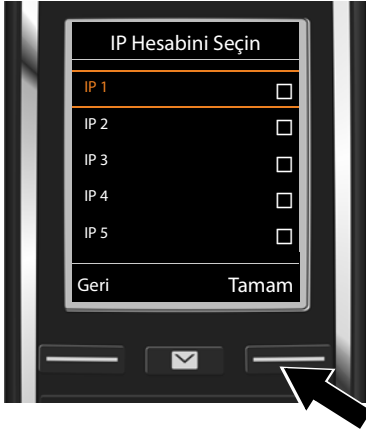 IP Hesabini Seçin
IP 1
IP 2
IP 3
IP 4
IP 5
Geri Tamam